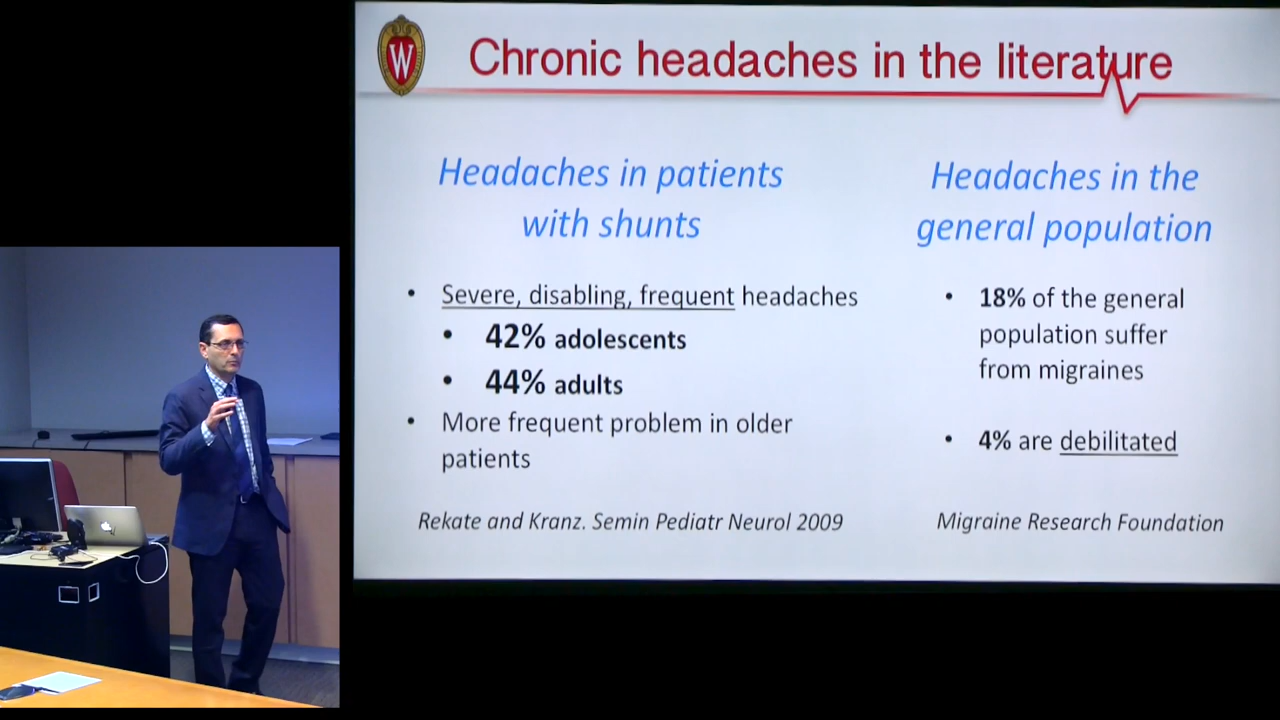 W
Chronic headaches in the literature
Headaches in patients
with shunts
• Severe, disabling, frequent headaches
• 42% adolescents
• 44% adults
• More frequent problem in older
patients
Rekate and Kranz. Semin Pediatr Neurol 2009
Headaches in the
general population
• 18% of the general
population suffer
from migraines
• 4% are debilitated
Migraine Research Foundation